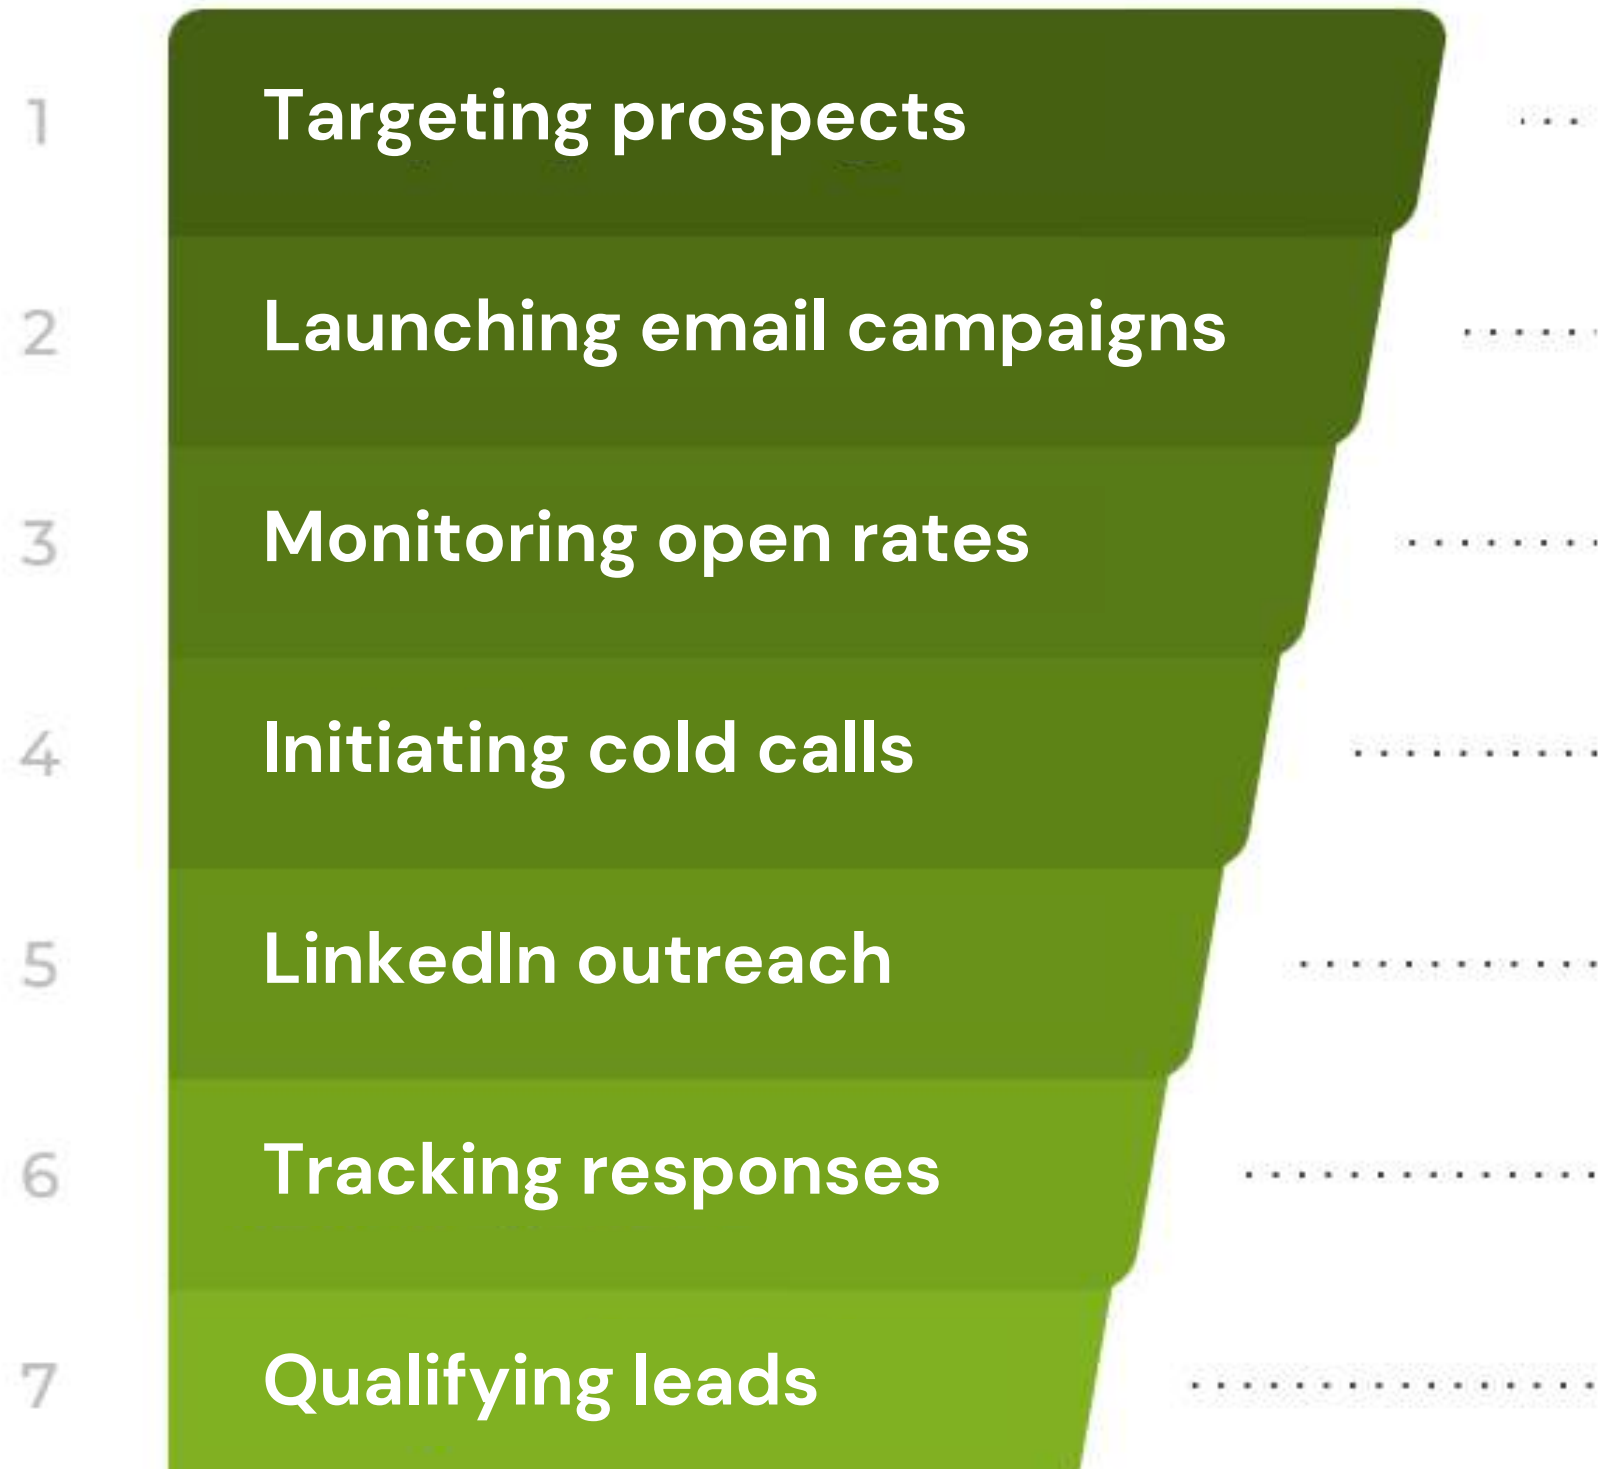 1 Targeting prospects
2 Launching email campaigns
3 Monitoring open rates
4 Initiating cold calls
5 LinkedIn outreach
6 Tracking responses
7 Qualifying leads